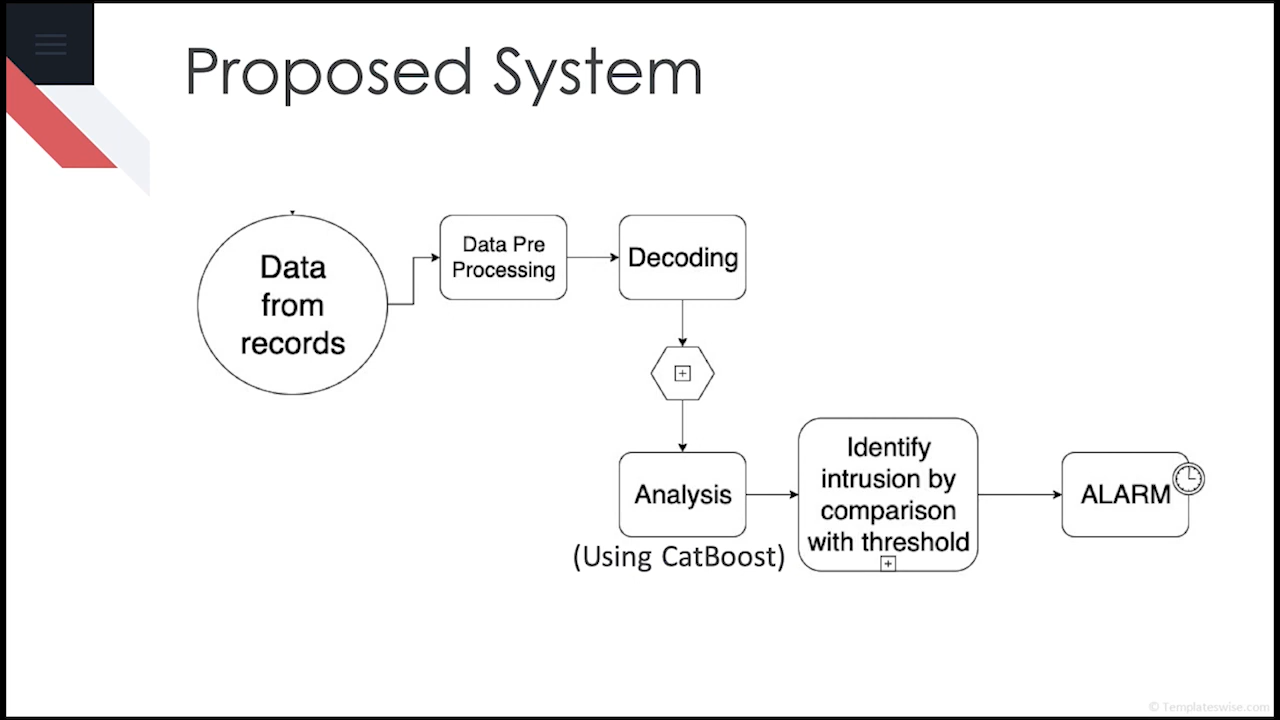 Proposed System
Data
from
records
Data Pre
Processing
Decoding
Analysis
(Using CatBoost)
Identify
intrusion by
comparison
with threshold
ALARM
© Templateswise.com